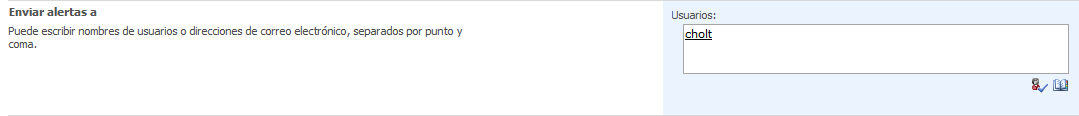 Enviar alertas a
Puede escribir nombres de usuarios o direcciones de correo electrónico, separados por punto y
coma.
Usuarios:
cholt